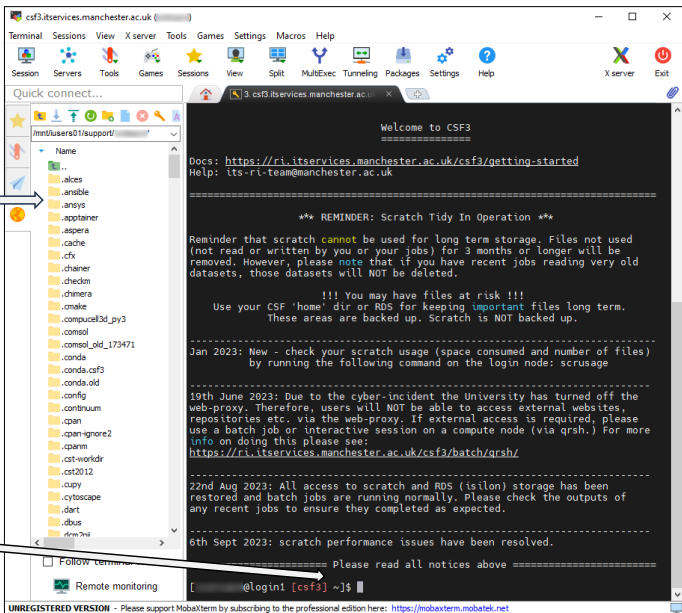 csf3.itservices.manchester.ac.uk (
Terminal Sessions View X server Tools Games Settings Macros Help
Session Servers Tools Games Sessions View Split MultiExec Tunneling Packages Settings Help X server Exit
Quick connect...
3. csf3.itservices.manchester.ac.u
/mnt/iusers01/support/
Name
..
.alces
.ansible
.ansys
.apptainer
.aspera
.cache
.cfx
.chainer
.checkm
.chimera
.cmake
.compucell3d_py3
.comsol
.comsol_old_173471
.conda
.conda.csf3
.conda.old
.config
.continuum
.cpan
.cpan-ignore2
.cpanm
.cst-workdir
.cst2012
.cupy
.cytoscape
.dart
.dbus
.dcm2nii
Follow terminal
Remote monitoring
Welcome to CSF3
===============
Docs: https://ri.itservices.manchester.ac.uk/csf3/getting-started
Help: its-ri-team@manchester.ac.uk
*** REMINDER: Scratch Tidy In Operation ***
Reminder that scratch cannot be used for long term storage. Files not used
(not read or written by you or your jobs) for 3 months or longer will be
removed. However, please note that if you have recent jobs reading very old
datasets, those datasets will NOT be deleted.
!!! You may have files at risk !!!
Use your CSF 'home' dir or RDS for keeping important files long term.
These areas are backed up. Scratch is NOT backed up.
Jan 2023: New - check your scratch usage (space consumed and number of files)
by running the following command on the login node: scrusage
19th June 2023: Due to the cyber-incident the University has turned off the
web-proxy. Therefore, users will NOT be able to access external websites,
repositories etc. via the web-proxy. If external access is required, please
use a batch job or interactive session on a compute node (via qrsh.) For more
info on doing this please see:
https://ri.itservices.manchester.ac.uk/csf3/batch/qrsh/
22nd Aug 2023: All access to scratch and RDS (isilon) storage has been
restored and batch jobs are running normally. Please check the outputs of
any recent jobs to ensure they completed as expected.
6th Sept 2023: scratch performance issues have been resolved.
==================== Please read all notices above ====================
[ @login1 [csf3] ~]$
UNREGISTERED VERSION - Please support MobaXterm by subscribing to the professional edition here: https://mobaxterm.mobatek.net